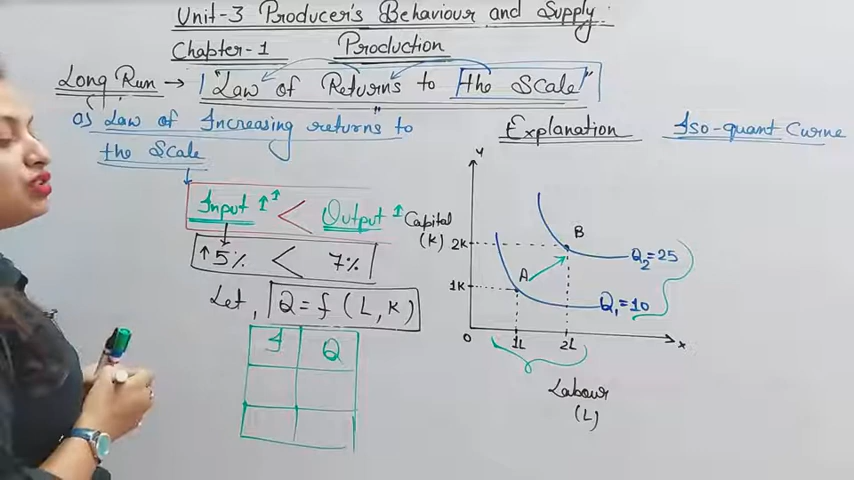 Unit-3 Producer's Behaviour and Supply.
Chapter-1 Production
Long Run → "Law of Returns to the Scale"
a) Law of Increasing returns" to
the Scale
Input ↑↑ < Output ↑
↑5% < 7%
Let, Q = f (L, K)
I Q
Explanation Iso-quant Curve
Y
Capital
(K)
2K
1K
B
A
Q₂=25
Q₁=10
O 1L 2L X
Labour
(L)